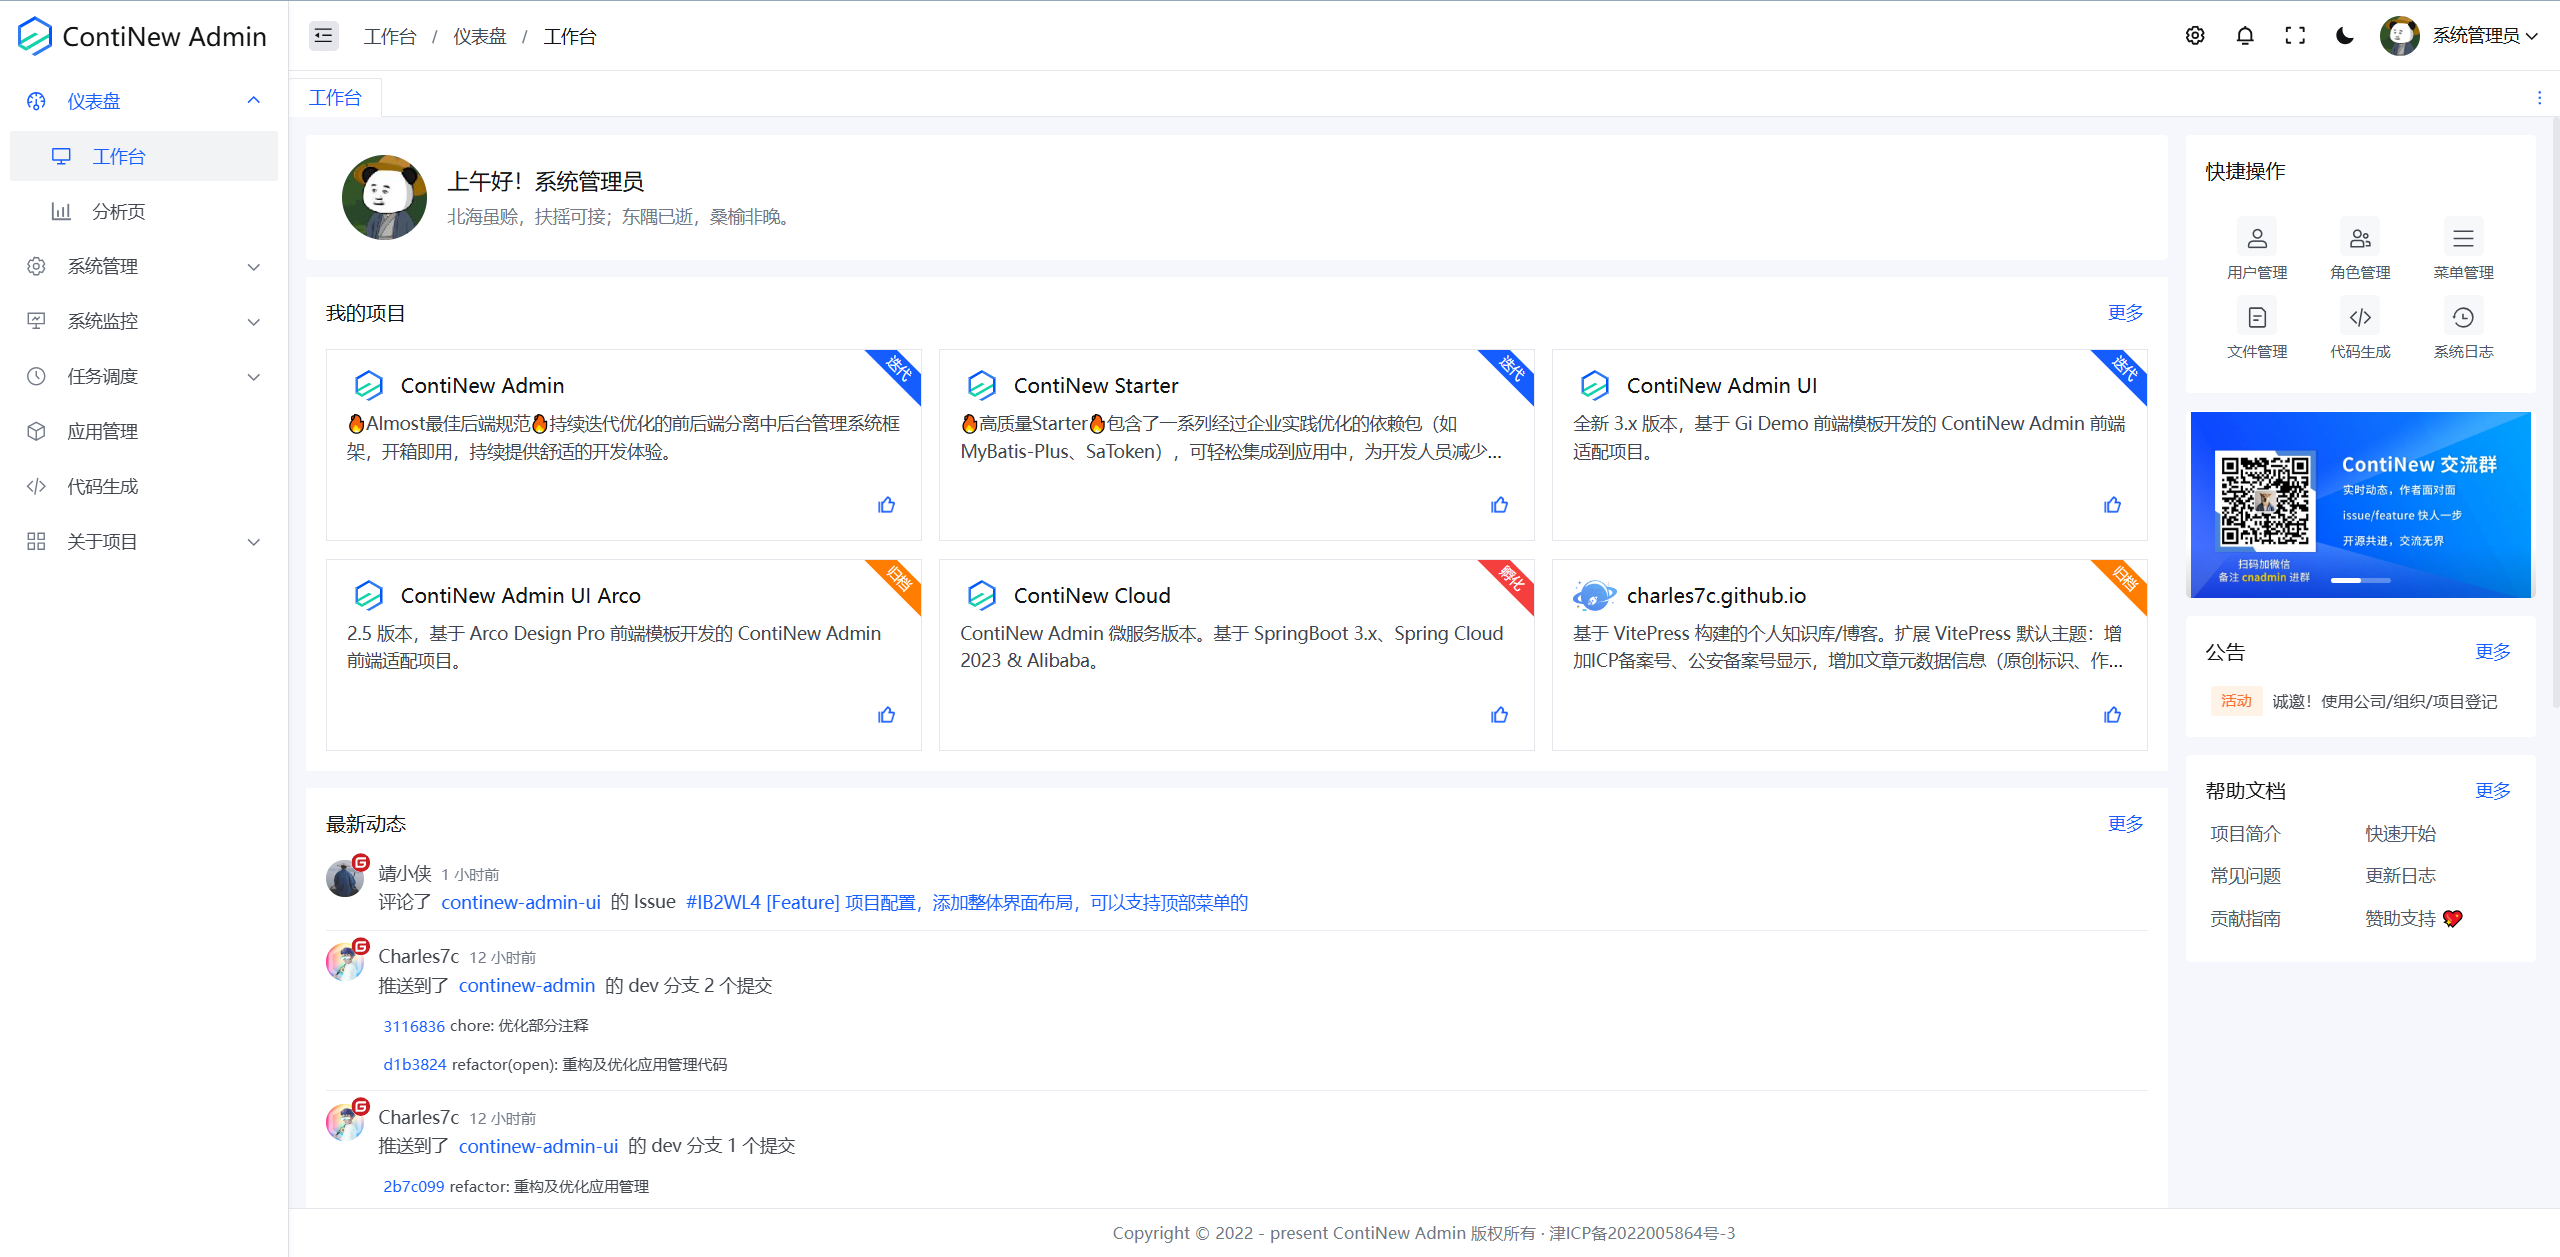 ContiNew Admin
工作台 / 仪表盘 / 工作台
系统管理员
仪表盘
工作台
分析页
系统管理
系统监控
任务调度
应用管理
代码生成
关于项目
工作台
上午好！系统管理员
北海虽赊，扶摇可接；东隅已逝，桑榆非晚。
我的项目
更多
迭代
ContiNew Admin
🔥Almost最佳后端规范🔥持续迭代优化的前后端分离中后台管理系统框
架，开箱即用，持续提供舒适的开发体验。
迭代
ContiNew Starter
🔥高质量Starter🔥包含了一系列经过企业实践优化的依赖包（如
MyBatis-Plus、SaToken），可轻松集成到应用中，为开发人员减少...
迭代
ContiNew Admin UI
全新 3.x 版本，基于 Gi Demo 前端模板开发的 ContiNew Admin 前端
适配项目。
归档
ContiNew Admin UI Arco
2.5 版本，基于 Arco Design Pro 前端模板开发的 ContiNew Admin
前端适配项目。
孵化
ContiNew Cloud
ContiNew Admin 微服务版本。基于 SpringBoot 3.x、Spring Cloud
2023 & Alibaba。
归档
charles7c.github.io
基于 VitePress 构建的个人知识库/博客。扩展 VitePress 默认主题：增
加ICP备案号、公安备案号显示，增加文章元数据信息（原创标识、作...
最新动态
更多
靖小侠 1 小时前
评论了 continew-admin-ui 的 Issue #IB2WL4 [Feature] 项目配置，添加整体界面布局，可以支持顶部菜单的
Charles7c 12 小时前
推送到了 continew-admin 的 dev 分支 2 个提交
3116836 chore: 优化部分注释
d1b3824 refactor(open): 重构及优化应用管理代码
Charles7c 12 小时前
推送到了 continew-admin-ui 的 dev 分支 1 个提交
2b7c099 refactor: 重构及优化应用管理
快捷操作
用户管理
角色管理
菜单管理
文件管理
代码生成
系统日志
ContiNew 交流群
实时动态，作者面对面
issue/feature 快人一步
开源共进，交流无界
扫码加微信
备注 cnadmin 进群
公告
更多
活动 诚邀！使用公司/组织/项目登记
帮助文档
更多
项目简介
快速开始
常见问题
更新日志
贡献指南
赞助支持 💖
Copyright © 2022 - present ContiNew Admin 版权所有 · 津ICP备2022005864号-3